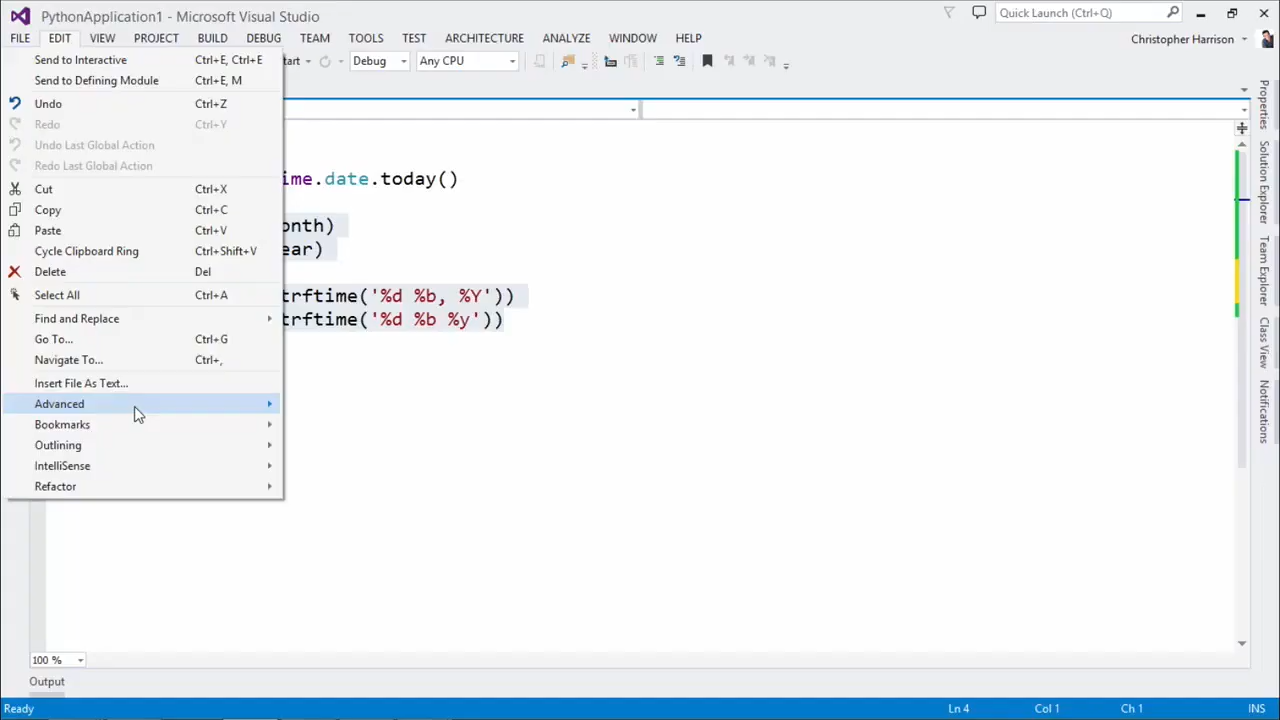 PythonApplication1 - Microsoft Visual Studio
Quick Launch (Ctrl+Q)
FILE EDIT VIEW PROJECT BUILD DEBUG TEAM TOOLS TEST ARCHITECTURE ANALYZE WINDOW HELP
Christopher Harrison
Send to Interactive Ctrl+E, Ctrl+E
Send to Defining Module Ctrl+E, M
Undo Ctrl+Z
Redo Ctrl+Y
Undo Last Global Action
Redo Last Global Action
Cut Ctrl+X
Copy Ctrl+C
Paste Ctrl+V
Cycle Clipboard Ring Ctrl+Shift+V
Delete Del
Select All Ctrl+A
Find and Replace
Go To... Ctrl+G
Navigate To... Ctrl+,
Insert File As Text...
Advanced
Bookmarks
Outlining
IntelliSense
Refactor
tart Debug Any CPU
ime.date.today()
onth)
ear)
trftime('%d %b, %Y'))
trftime('%d %b %y'))
Properties
Solution Explorer
Team Explorer
Class View
Notifications
100 %
Output
Ready Ln 4 Col 1 Ch 1 INS